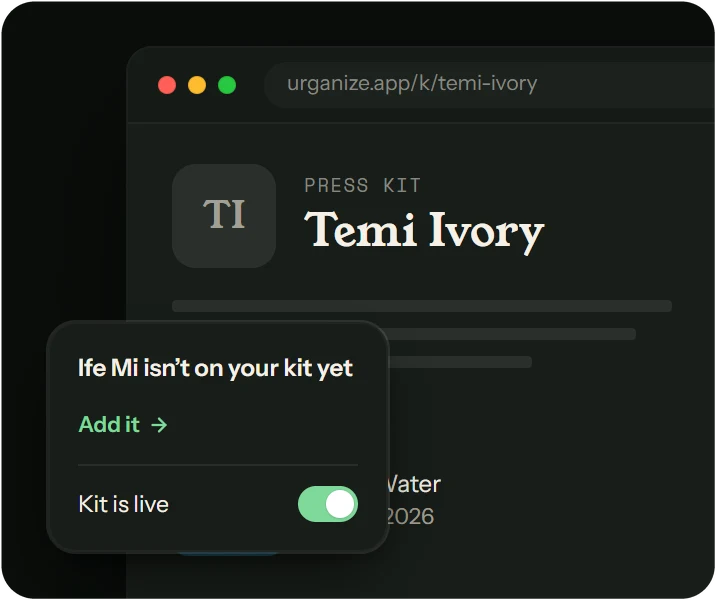 urganize.app/k/temi-ivory
TI
PRESS KIT
Temi Ivory
Ife Mi isn’t on your kit yet
Add it →
Kit is live
Water
2026